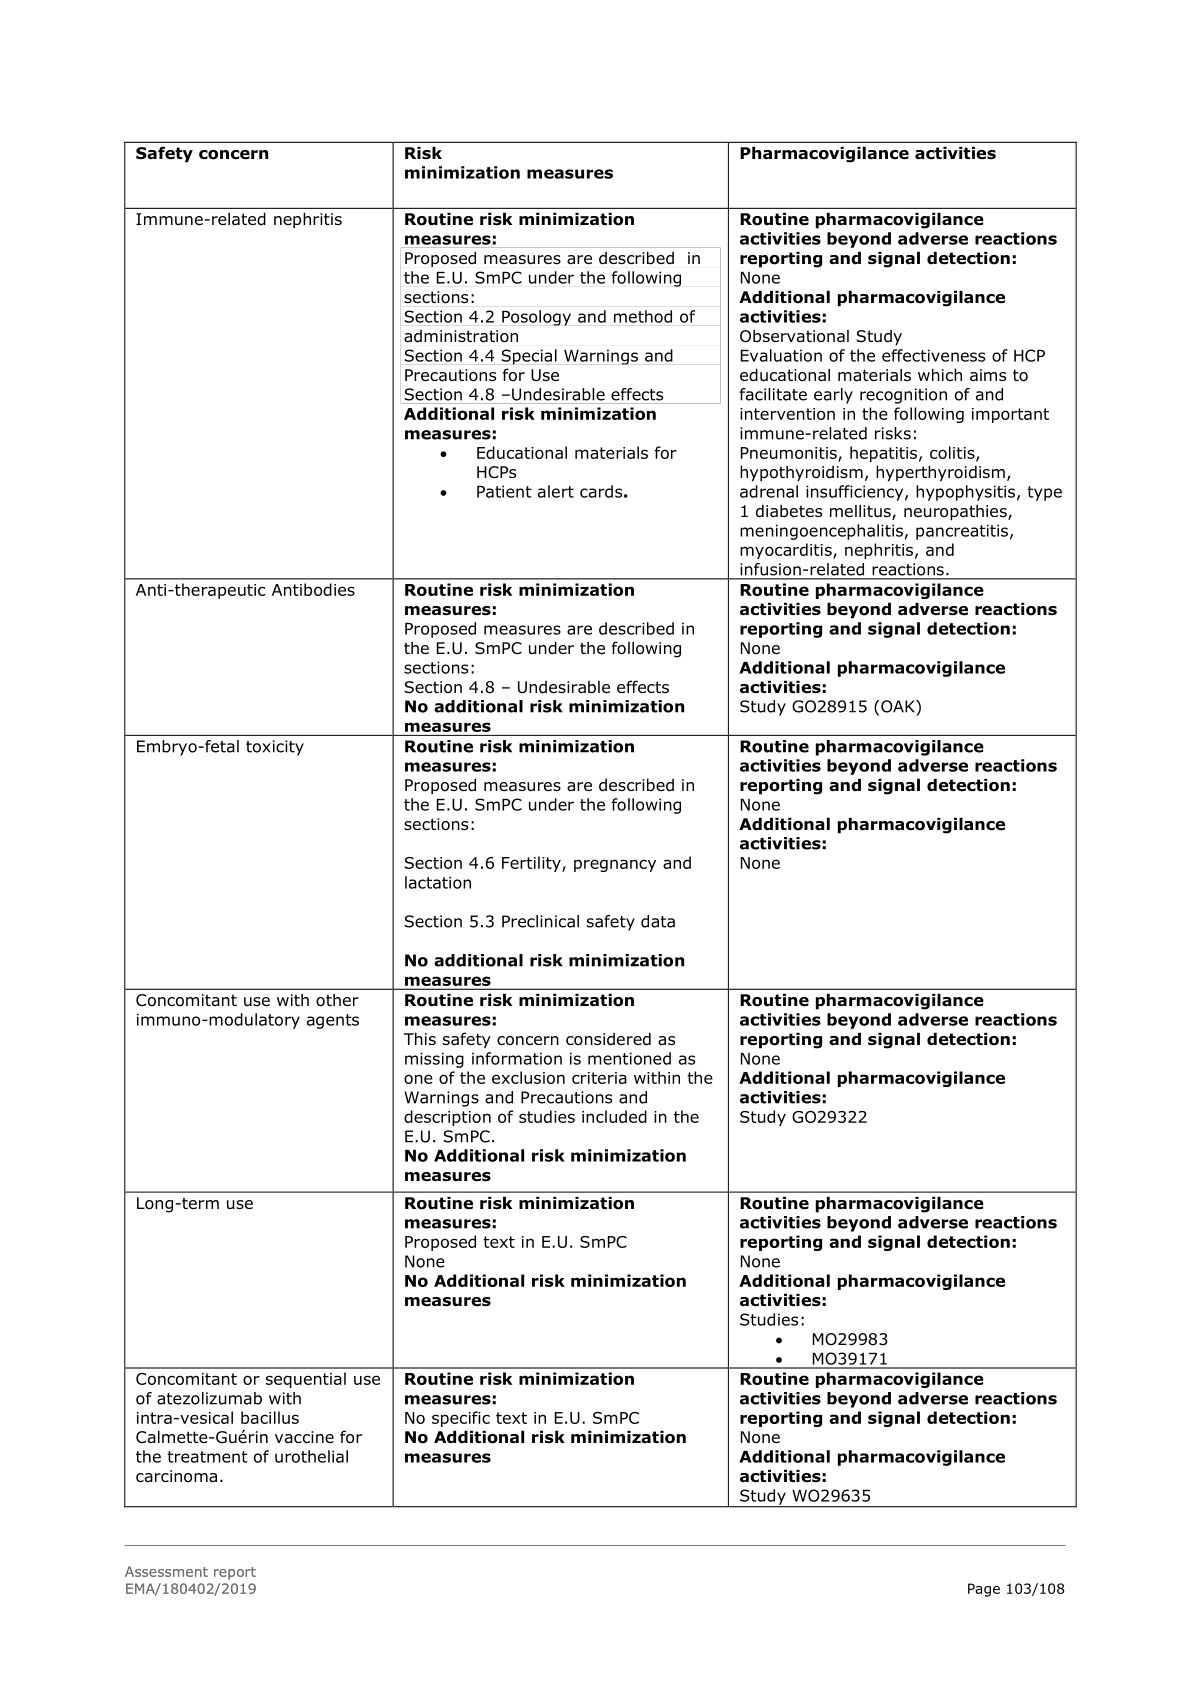 Safety concern
Risk
minimization measures
Pharmacovigilance activities
Immune-related nephritis
Routine risk minimization
measures:
Proposed measures are described  in
the E.U. SmPC under the following
sections:
Section 4.2 Posology and method of
administration
Section 4.4 Special Warnings and
Precautions for Use
Section 4.8 –Undesirable effects
Additional risk minimization
measures:
• Educational materials for
HCPs
• Patient alert cards.
Routine pharmacovigilance
activities beyond adverse reactions
reporting and signal detection:
None
Additional pharmacovigilance
activities:
Observational Study
Evaluation of the effectiveness of HCP
educational materials which aims to
facilitate early recognition of and
intervention in the following important
immune-related risks:
Pneumonitis, hepatitis, colitis,
hypothyroidism, hyperthyroidism,
adrenal insufficiency, hypophysitis, type
1 diabetes mellitus, neuropathies,
meningoencephalitis, pancreatitis,
myocarditis, nephritis, and
infusion-related reactions.
Anti-therapeutic Antibodies
Routine risk minimization
measures:
Proposed measures are described in
the E.U. SmPC under the following
sections:
Section 4.8 – Undesirable effects
No additional risk minimization
measures
Routine pharmacovigilance
activities beyond adverse reactions
reporting and signal detection:
None
Additional pharmacovigilance
activities:
Study GO28915 (OAK)
Embryo-fetal toxicity
Routine risk minimization
measures:
Proposed measures are described in
the E.U. SmPC under the following
sections:
Section 4.6 Fertility, pregnancy and
lactation
Section 5.3 Preclinical safety data
No additional risk minimization
measures
Routine pharmacovigilance
activities beyond adverse reactions
reporting and signal detection:
None
Additional pharmacovigilance
activities:
None
Concomitant use with other
immuno-modulatory agents
Routine risk minimization
measures:
This safety concern considered as
missing information is mentioned as
one of the exclusion criteria within the
Warnings and Precautions and
description of studies included in the
E.U. SmPC.
No Additional risk minimization
measures
Routine pharmacovigilance
activities beyond adverse reactions
reporting and signal detection:
None
Additional pharmacovigilance
activities:
Study GO29322
Long-term use
Routine risk minimization
measures:
Proposed text in E.U. SmPC
None
No Additional risk minimization
measures
Routine pharmacovigilance
activities beyond adverse reactions
reporting and signal detection:
None
Additional pharmacovigilance
activities:
Studies:
• MO29983
• MO39171
Concomitant or sequential use
of atezolizumab with
intra-vesical bacillus
Calmette-Guérin vaccine for
the treatment of urothelial
carcinoma.
Routine risk minimization
measures:
No specific text in E.U. SmPC
No Additional risk minimization
measures
Routine pharmacovigilance
activities beyond adverse reactions
reporting and signal detection:
None
Additional pharmacovigilance
activities:
Study WO29635
Assessment report
EMA/180402/2019
Page 103/108